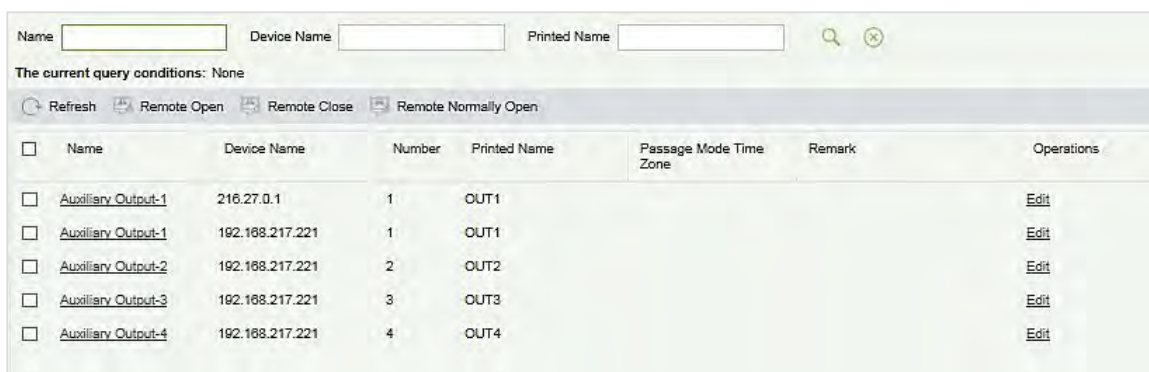 Name Device Name Printed Name
The current query conditions: None
Refresh Remote Open Remote Close Remote Normally Open
Name Device Name Number Printed Name Passage Mode Time Zone Remark Operations
Auxiliary Output-1 216.27.0.1 1 OUT1 Edit
Auxiliary Output-1 192.168.217.221 1 OUT1 Edit
Auxiliary Output-2 192.168.217.221 2 OUT2 Edit
Auxiliary Output-3 192.168.217.221 3 OUT3 Edit
Auxiliary Output-4 192.168.217.221 4 OUT4 Edit